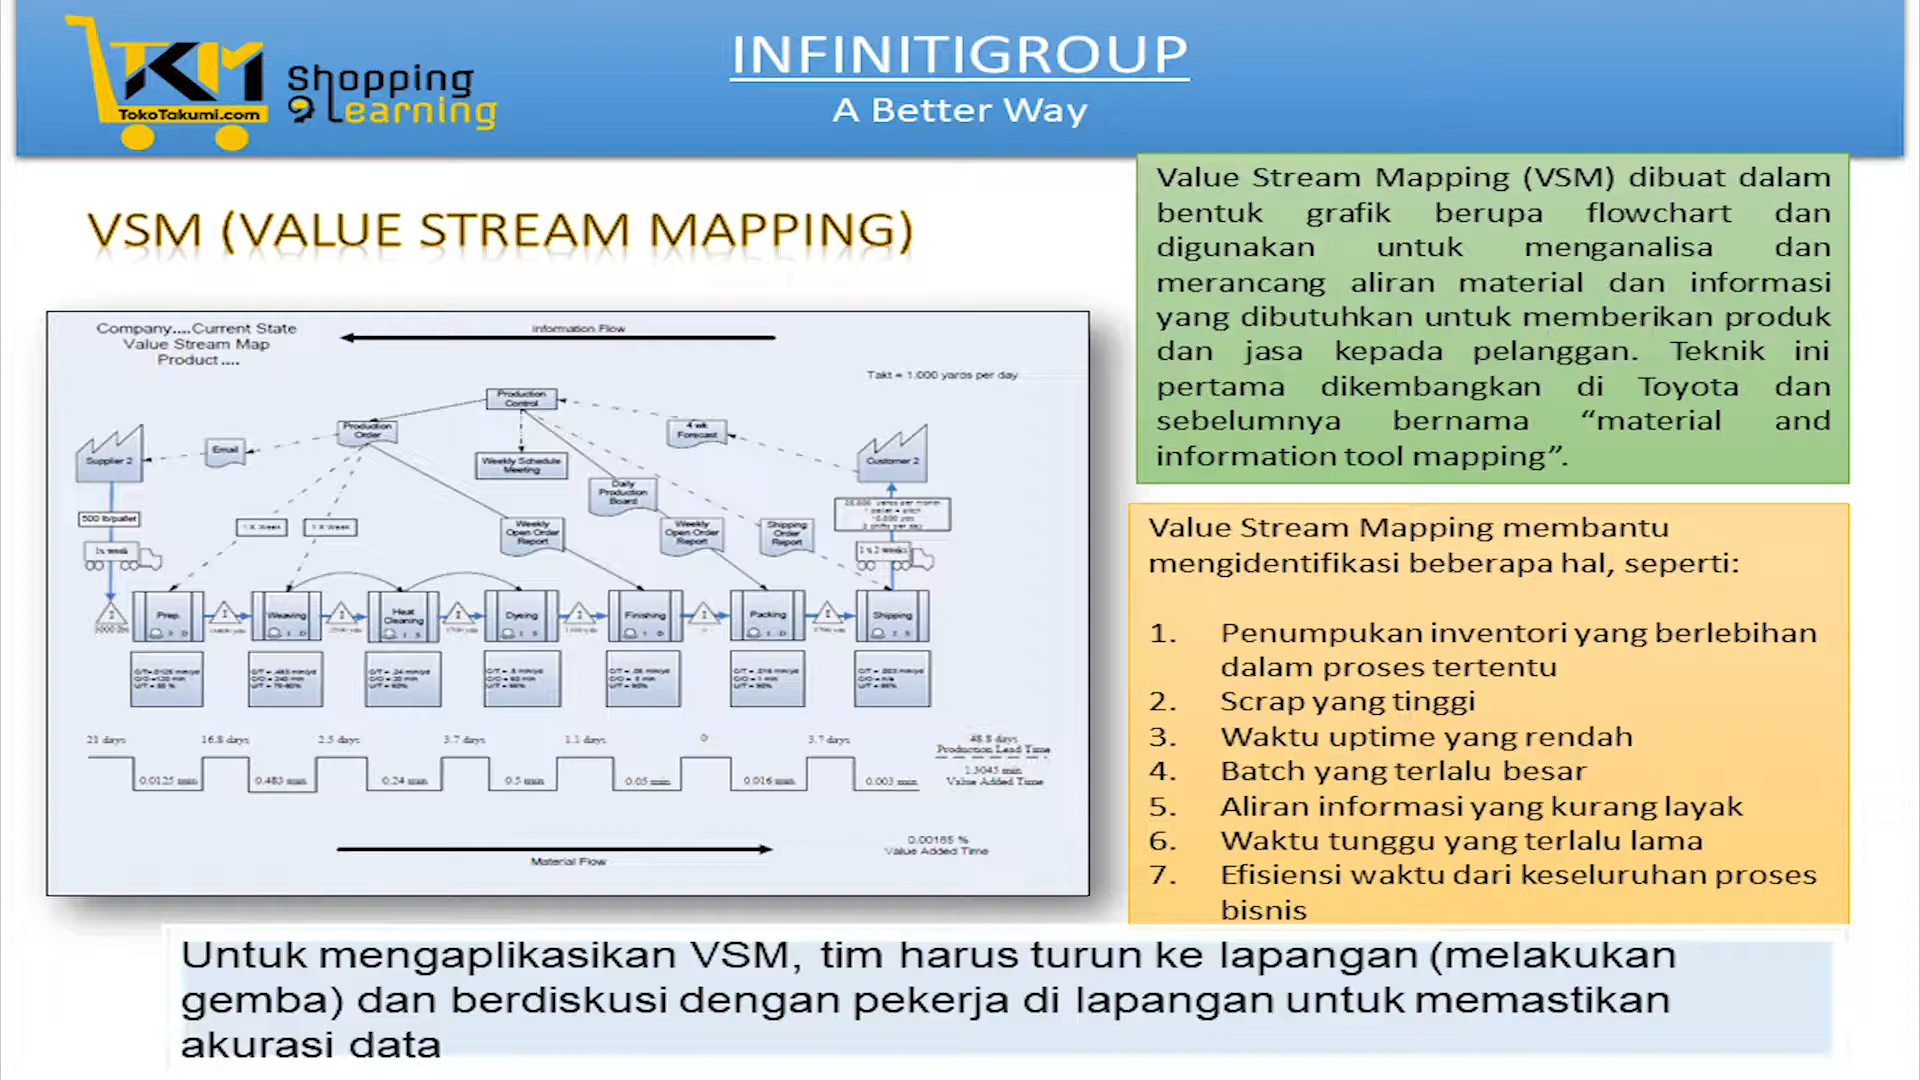 TKM
TokoTakumi.com
Shopping
Learning
INFINITIGROUP
A Better Way
VSM (VALUE STREAM MAPPING)
Value Stream Mapping (VSM) dibuat dalam
bentuk grafik berupa flowchart dan
digunakan untuk menganalisa dan
merancang aliran material dan informasi
yang dibutuhkan untuk memberikan produk
dan jasa kepada pelanggan. Teknik ini
pertama dikembangkan di Toyota dan
sebelumnya bernama “material and
information tool mapping”.
Company....Current State
Value Stream Map
Product....
Information Flow
Takt = 1.000 yards per day
Production
Control
Production
Order
4 wk
Forecast
Email
Supplier 2
Customer 2
Weekly Schedule
Meeting
Daily
Production
Board
500 lb/pallet
1 X Week
1 X Week
Weekly
Open Order
Report
Weekly
Open Order
Report
Shipping
Order
Report
1x week
1 x 2 weeks
Prep.
Weaving
Heat
Cleaning
Dyeing
Finishing
Packing
Shipping
21 days
16.8 days
2.5 days
3.7 days
1.1 days
0
3.7 days
48.8 days
Production Lead Time
0.0125 min
0.483 min
0.24 min
0.5 min
0.05 min
0.016 min
0.003 min
1.3045 min
Value Added Time
0.00185 %
Value Added Time
Material Flow
Value Stream Mapping membantu
mengidentifikasi beberapa hal, seperti:
1. Penumpukan inventori yang berlebihan
dalam proses tertentu
2. Scrap yang tinggi
3. Waktu uptime yang rendah
4. Batch yang terlalu besar
5. Aliran informasi yang kurang layak
6. Waktu tunggu yang terlalu lama
7. Efisiensi waktu dari keseluruhan proses
bisnis
Untuk mengaplikasikan VSM, tim harus turun ke lapangan (melakukan
gemba) dan berdiskusi dengan pekerja di lapangan untuk memastikan
akurasi data